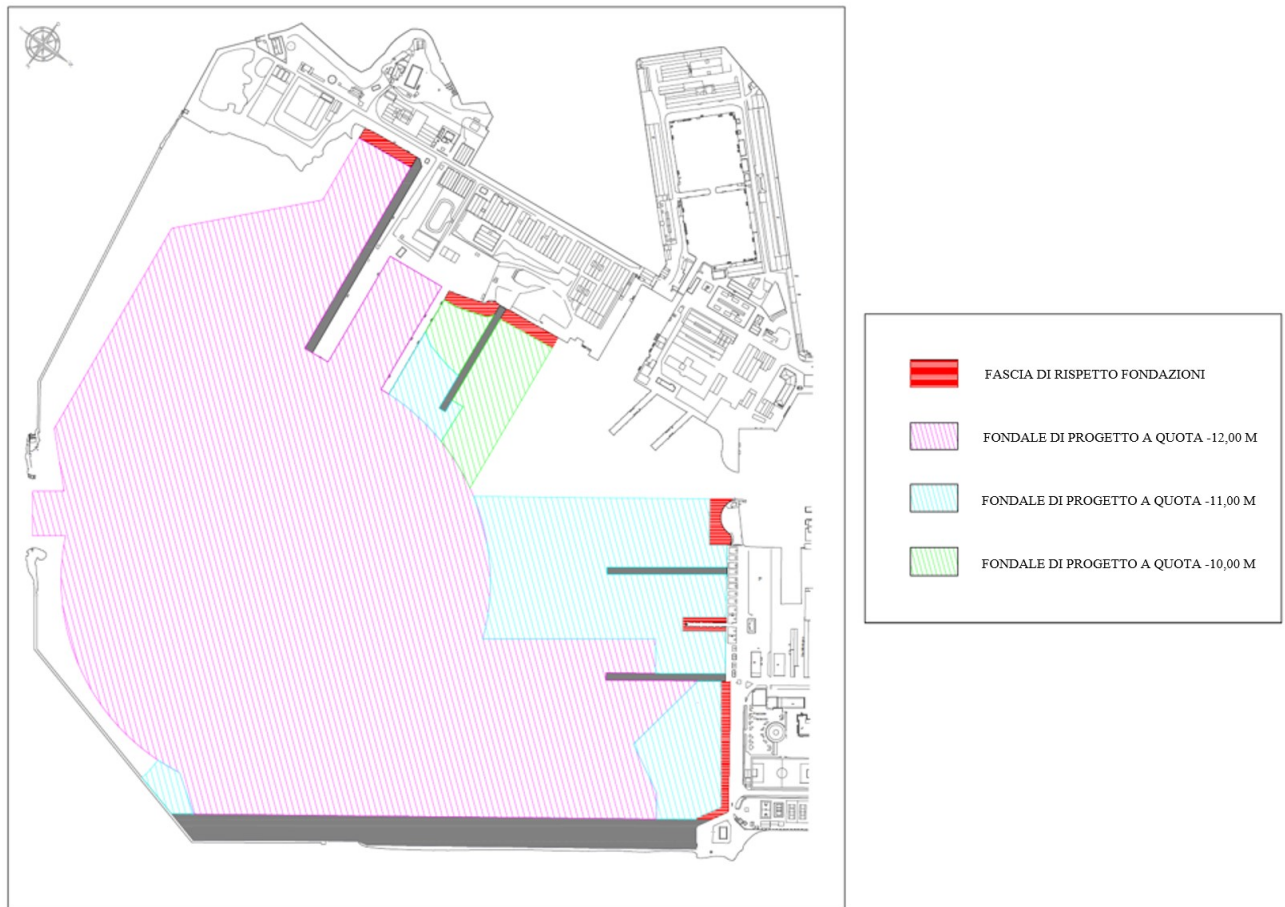 FASCIA DI RISPETTO FONDAZIONI
FONDALE DI PROGETTO A QUOTA -12,00 M
FONDALE DI PROGETTO A QUOTA -11,00 M
FONDALE DI PROGETTO A QUOTA -10,00 M